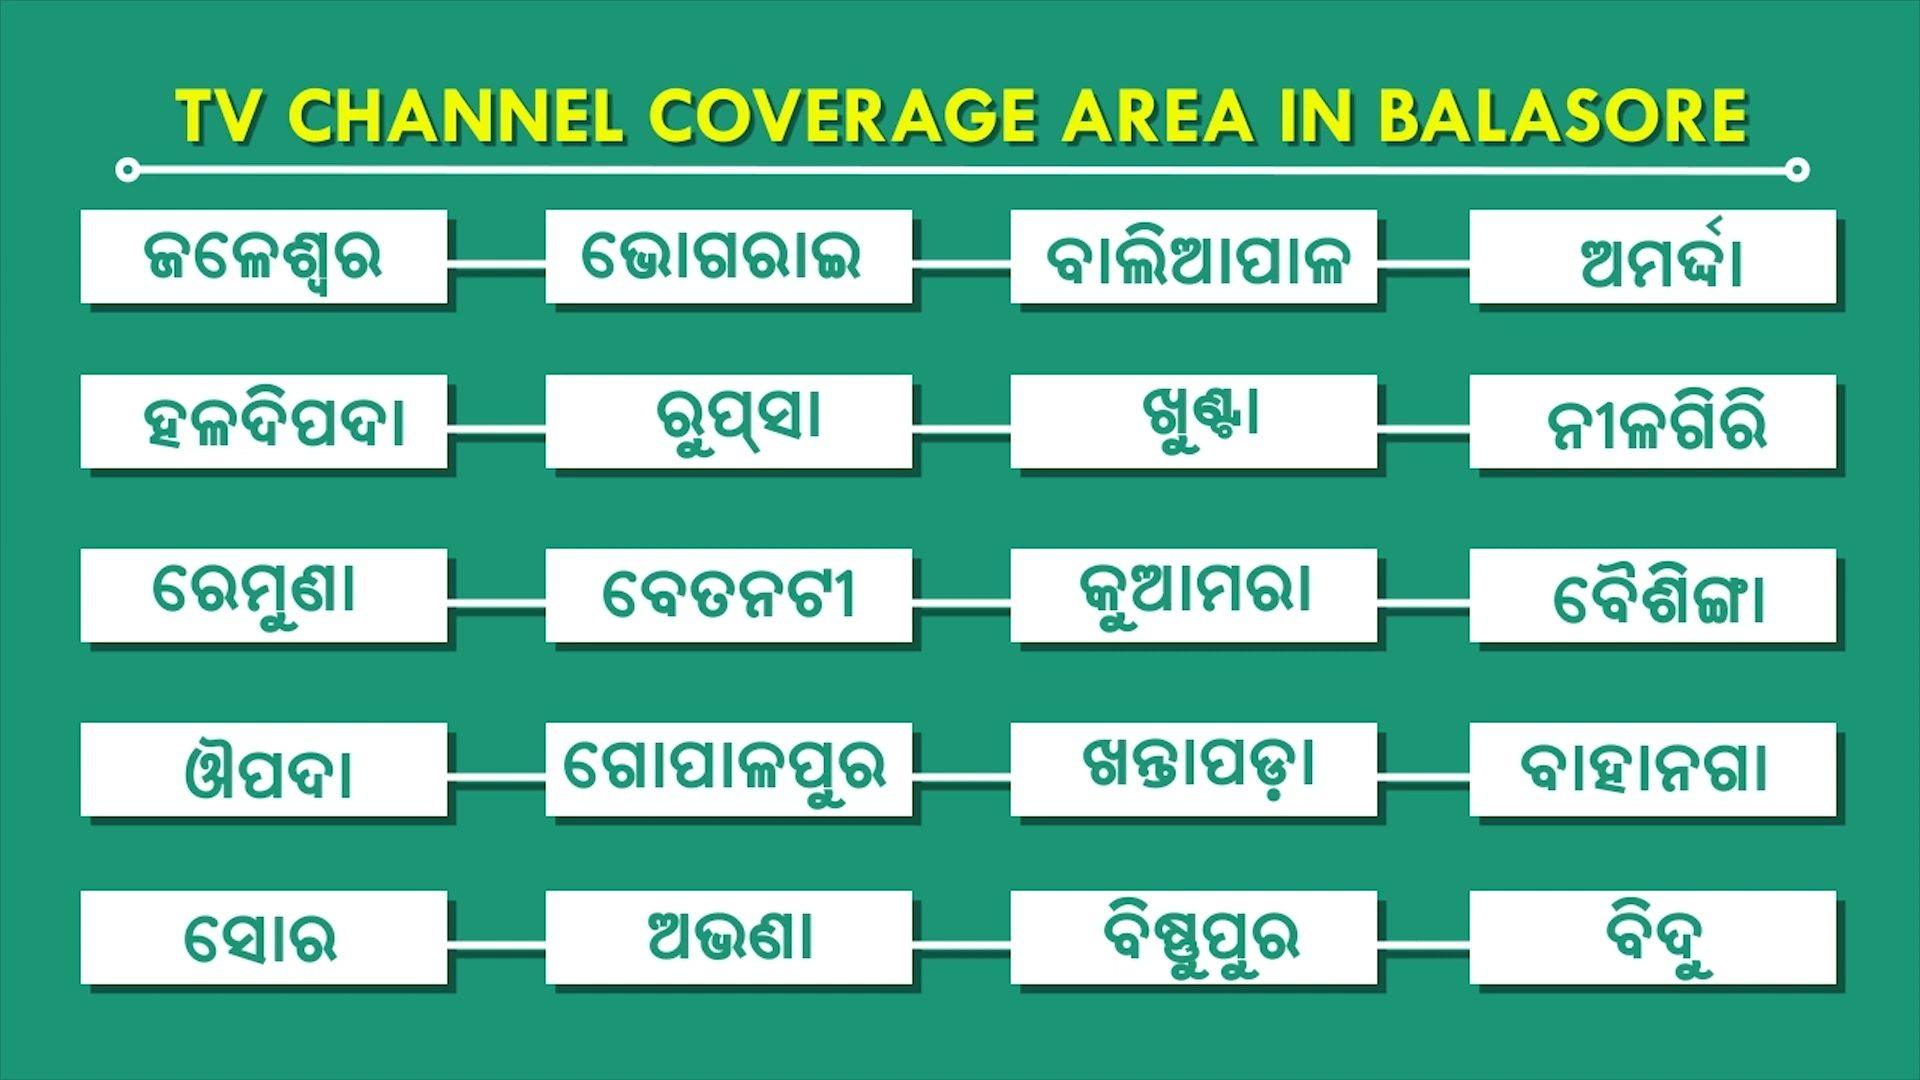 TV CHANNEL COVERAGE AREA IN BALASORE
ଜଳେଶ୍ୱର ଭୋଗରାଇ ବାଲିଆପାଳ ଅମର୍ଦ୍ଦା
ହଳଦିପଦା ରୁପ୍‌ସା ଖୁଣ୍ଟା ନୀଳଗିରି
ରେମୁଣା ବେତନଟୀ କୁଆମରା ବୈଶିଙ୍ଗା
ଔପଦା ଗୋପାଳପୁର ଖନ୍ତାପଡ଼ା ବାହାନଗା
ସୋର ଅଭଣା ବିଷ୍ଣୁପୁର ବିଦୁ